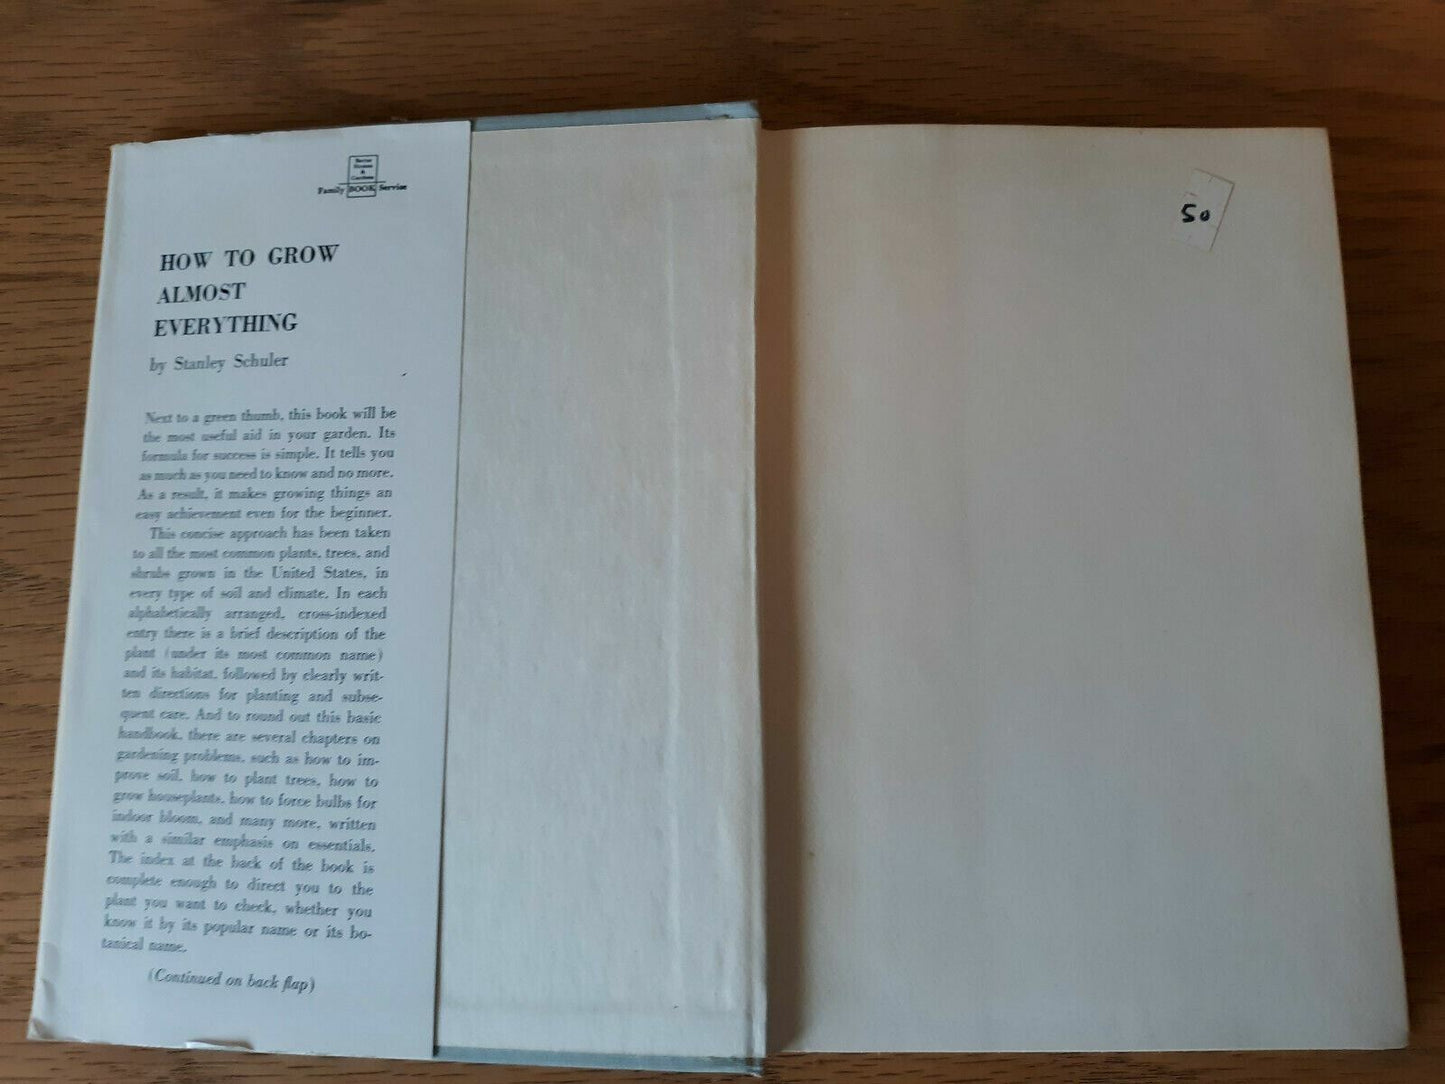 Better
Homes
&
Gardens
Family BOOK Service
HOW TO GROW
ALMOST
EVERYTHING
by Stanley Schuler
Next to a green thumb, this book will be
the most useful aid in your garden. Its
formula for success is simple. It tells you
as much as you need to know and no more.
As a result, it makes growing things an
easy achievement even for the beginner.
This concise approach has been taken
to all the most common plants, trees, and
shrubs grown in the United States, in
every type of soil and climate. In each
alphabetically arranged, cross-indexed
entry there is a brief description of the
plant (under its most common name)
and its habitat, followed by clearly writ-
ten directions for planting and subse-
quent care. And to round out this basic
handbook, there are several chapters on
gardening problems, such as how to im-
prove soil, how to plant trees, how to
grow houseplants, how to force bulbs for
indoor bloom, and many more, written
with a similar emphasis on essentials.
The index at the back of the book is
complete enough to direct you to the
plant you want to check, whether you
know it by its popular name or its bo-
tanical name.
(Continued on back flap)
50